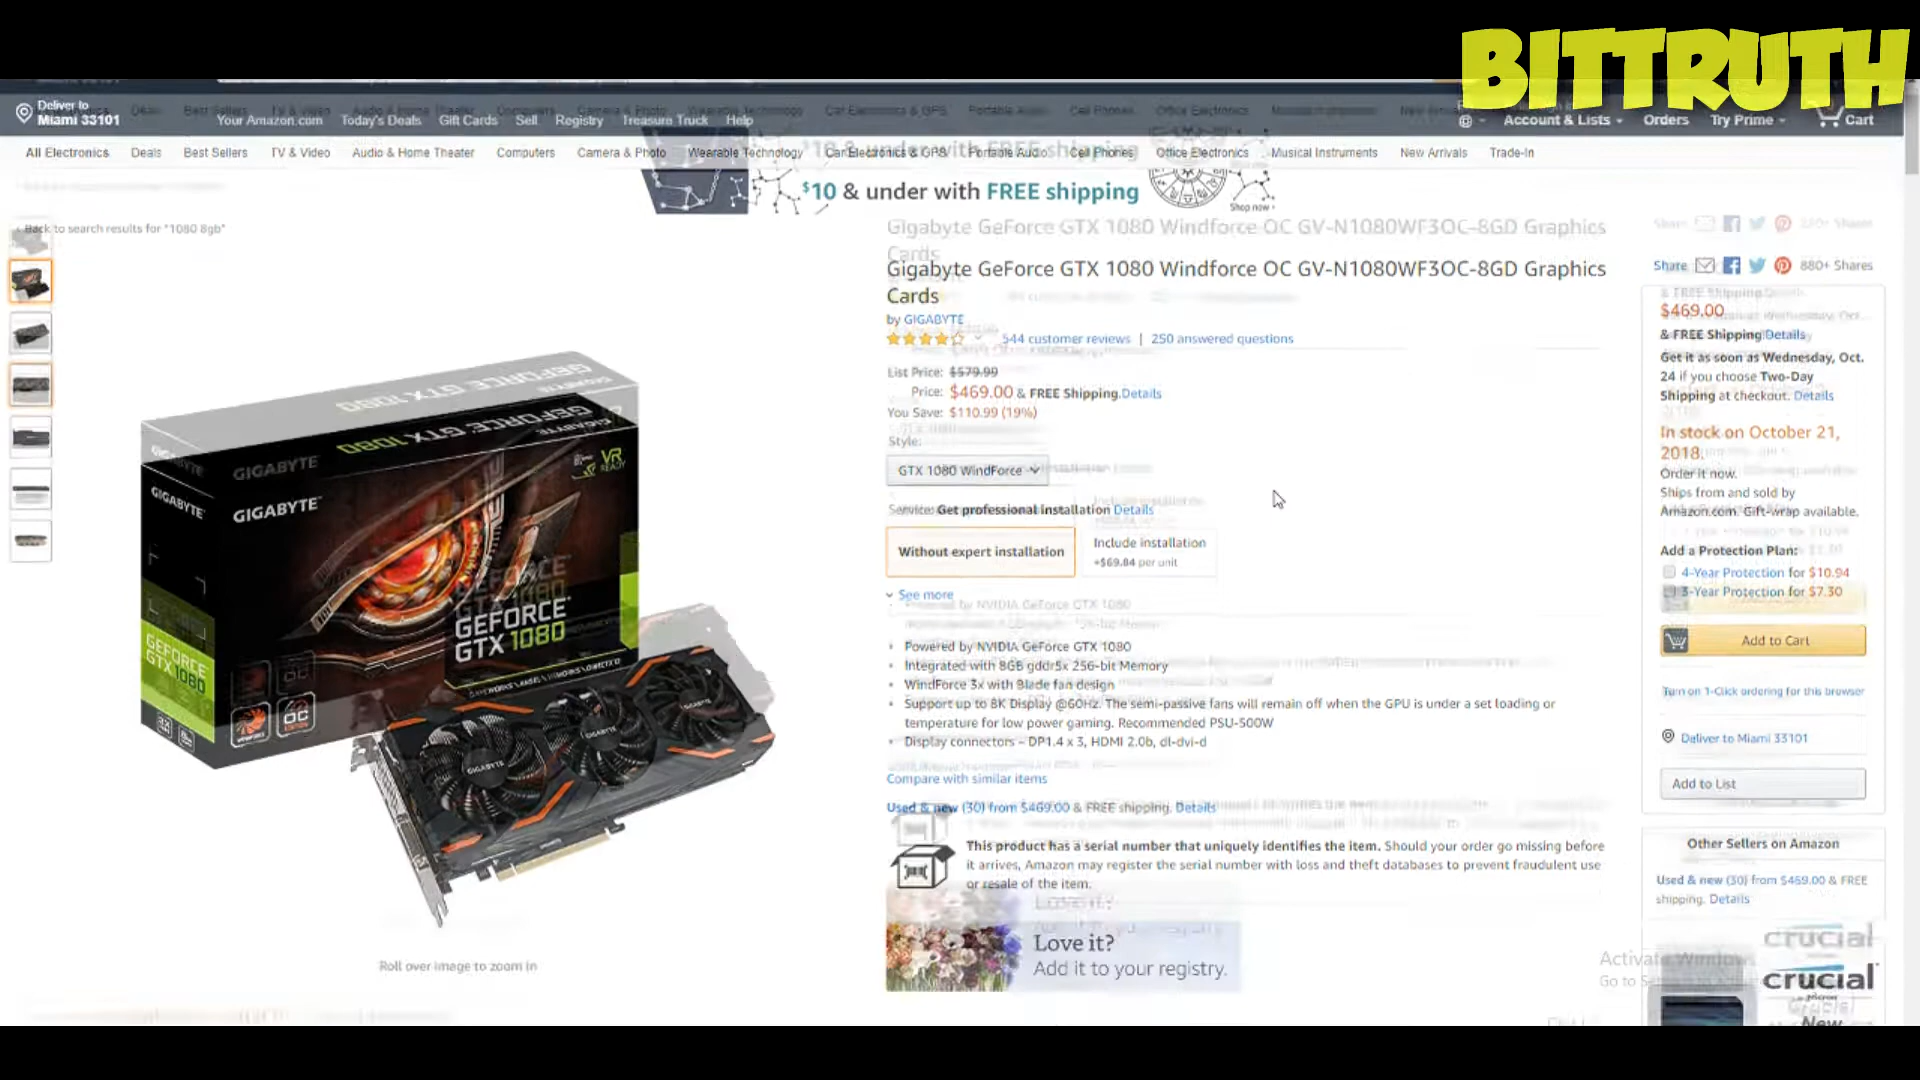 BITTRUTH
Deliver to
Miami 33101
Your Amazon.com Today's Deals Gift Cards Sell Registry Treasure Truck Help
Account & Lists Orders Try Prime Cart
All Electronics Deals Best Sellers TV & Video Audio & Home Theater Computers Camera & Photo Wearable Technology Car Electronics & GPS Portable Audio Cell Phones Office Electronics Musical Instruments New Arrivals Trade-In
$10 & under with FREE shipping
Shop now
Back to search results for "1080 8gb"
Gigabyte GeForce GTX 1080 Windforce OC GV-N1080WF3OC-8GD Graphics
Cards
by GIGABYTE
544 customer reviews | 250 answered questions
List Price: $579.99
Price: $469.00 & FREE Shipping. Details
You Save: $110.99 (19%)
Style:
GTX 1080 WindForce
Service: Get professional installation Details
Without expert installation
Include installation
+$69.84 per unit
See more
Powered by NVIDIA GeForce GTX 1080
Integrated with 8GB gddr5x 256-bit Memory
WindForce 3x with Blade fan design
Support up to 8K Display @60Hz. The semi-passive fans will remain off when the GPU is under a set loading or
temperature for low power gaming. Recommended PSU-500W
Display connectors – DP1.4 x 3, HDMI 2.0b, dl-dvi-d
Compare with similar items
Used & new (30) from $469.00 & FREE shipping. Details
This product has a serial number that uniquely identifies the item. Should your order go missing before
it arrives, Amazon may register the serial number with loss and theft databases to prevent fraudulent use
or resale of the item.
Love it?
Add it to your registry.
Share 880+ Shares
$469.00
& FREE Shipping Details
Get it as soon as Wednesday, Oct.
24 if you choose Two-Day
Shipping at checkout. Details
In stock on October 21,
2018.
Order it now.
Ships from and sold by
Amazon.com. Gift-wrap available.
Add a Protection Plan:
4-Year Protection for $10.94
3-Year Protection for $7.30
Add to Cart
Turn on 1-Click ordering for this browser
Deliver to Miami 33101
Add to List
Other Sellers on Amazon
Used & new (30) from $469.00 & FREE
shipping. Details
Activate Windows
crucial
New
GIGABYTE
GEFORCE GTX 1080
VR
READY
GIGABYTE
GEFORCE
GTX 1080
GEFORCE
GTX 1080
OC
GIGABYTE
Roll over image to zoom in